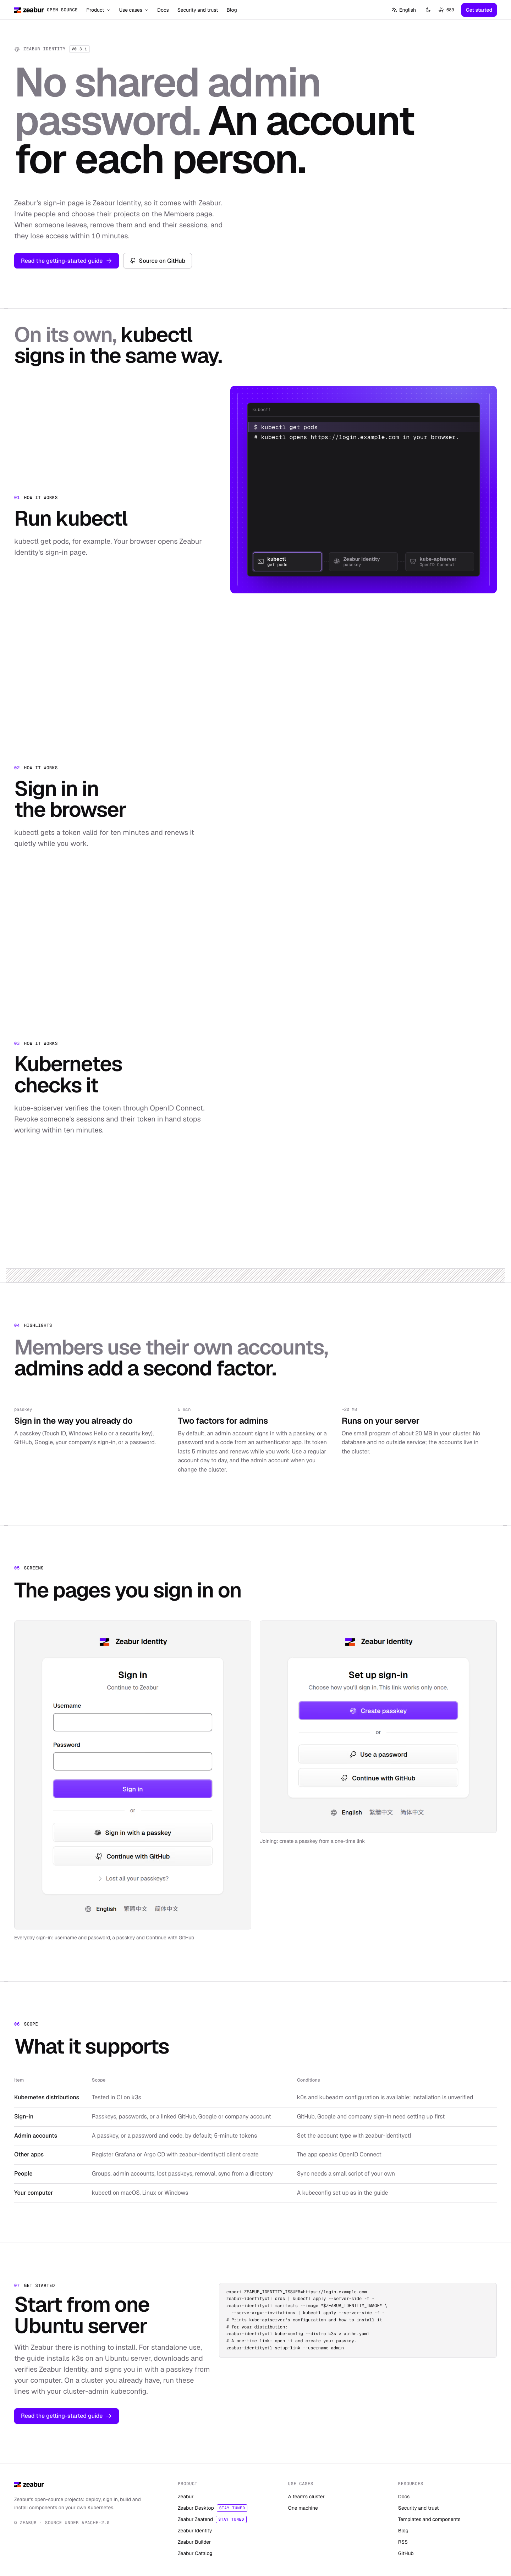 zeabur OPEN SOURCE Product Use cases Docs Security and trust Blog English 889 Get started
ZEABUR IDENTITY V0.3.1
No shared admin
password. An account
for each person.
Zeabur's sign-in page is Zeabur Identity, so it comes with Zeabur.
Invite people and choose their projects on the Members page.
When someone leaves, remove them and end their sessions, and
they lose access within 10 minutes.
Read the getting-started guide
Source on GitHub
On its own, kubectl
signs in the same way.
kubectl
$ kubectl get pods
# kubectl opens https://login.example.com in your browser.
kubectl
get pods
Zeabur Identity
passkey
kube-apiserver
OpenID Connect
01 HOW IT WORKS
Run kubectl
kubectl get pods, for example. Your browser opens Zeabur
Identity's sign-in page.
02 HOW IT WORKS
Sign in in
the browser
kubectl gets a token valid for ten minutes and renews it
quietly while you work.
03 HOW IT WORKS
Kubernetes
checks it
kube-apiserver verifies the token through OpenID Connect.
Revoke someone's sessions and their token in hand stops
working within ten minutes.
04 HIGHLIGHTS
Members use their own accounts,
admins add a second factor.
passkey
Sign in the way you already do
A passkey (Touch ID, Windows Hello or a security key),
GitHub, Google, your company's sign-in, or a password.
5 min
Two factors for admins
By default, an admin account signs in with a passkey, or a
password and a code from an authenticator app. Its token
lasts 5 minutes and renews while you work. Use a regular
account day to day, and the admin account when you
change the cluster.
~20 MB
Runs on your server
One small program of about 20 MB in your cluster. No
database and no outside service; the accounts live in
the cluster.
05 SCREENS
The pages you sign in on
Zeabur Identity
Sign in
Continue to Zeabur
Username
Password
Sign in
or
Sign in with a passkey
Continue with GitHub
Lost all your passkeys?
English 繁體中文 简体中文
Everyday sign-in: username and password, a passkey and Continue with GitHub
Zeabur Identity
Set up sign-in
Choose how you'll sign in. This link works only once.
Create passkey
or
Use a password
Continue with GitHub
English 繁體中文 简体中文
Joining: create a passkey from a one-time link
06 SCOPE
What it supports
Item Scope Conditions
Kubernetes distributions Tested in CI on k3s k0s and kubeadm configuration is available; installation is unverified
Sign-in Passkeys, passwords, or a linked GitHub, Google or company account GitHub, Google and company sign-in need setting up first
Admin accounts A passkey, or a password and code, by default; 5-minute tokens Set the account type with zeabur-identityctl
Other apps Register Grafana or Argo CD with zeabur-identityctl client create The app speaks OpenID Connect
People Groups, admin accounts, lost passkeys, removal, sync from a directory Sync needs a small script of your own
Your computer kubectl on macOS, Linux or Windows A kubeconfig set up as in the guide
07 GET STARTED
Start from one
Ubuntu server
With Zeabur there is nothing to install. For standalone use,
the guide installs k3s on an Ubuntu server, downloads and
verifies Zeabur Identity, and signs you in with a passkey from
your computer. On a cluster you already have, run these
lines with your cluster-admin kubeconfig.
Read the getting-started guide
export ZEABUR_IDENTITY_ISSUER=https://login.example.com
zeabur-identityctl crds | kubectl apply --server-side -f -
zeabur-identityctl manifests --image "$ZEABUR_IDENTITY_IMAGE" \
--serve-arg=--invitations | kubectl apply --server-side -f -
# Prints kube-apiserver's configuration and how to install it
# for your distribution:
zeabur-identityctl kube-config --distro k3s > authn.yaml
# A one-time link: open it and create your passkey.
zeabur-identityctl setup-link --username admin
zeabur
Zeabur's open-source projects: deploy, sign in, build and
install components on your own Kubernetes.
© ZEABUR · SOURCE UNDER APACHE-2.0
PRODUCT
Zeabur
Zeabur Desktop STAY TUNED
Zeabur Zeatend STAY TUNED
Zeabur Identity
Zeabur Builder
Zeabur Catalog
USE CASES
A team's cluster
One machine
RESOURCES
Docs
Security and trust
Templates and components
Blog
RSS
GitHub